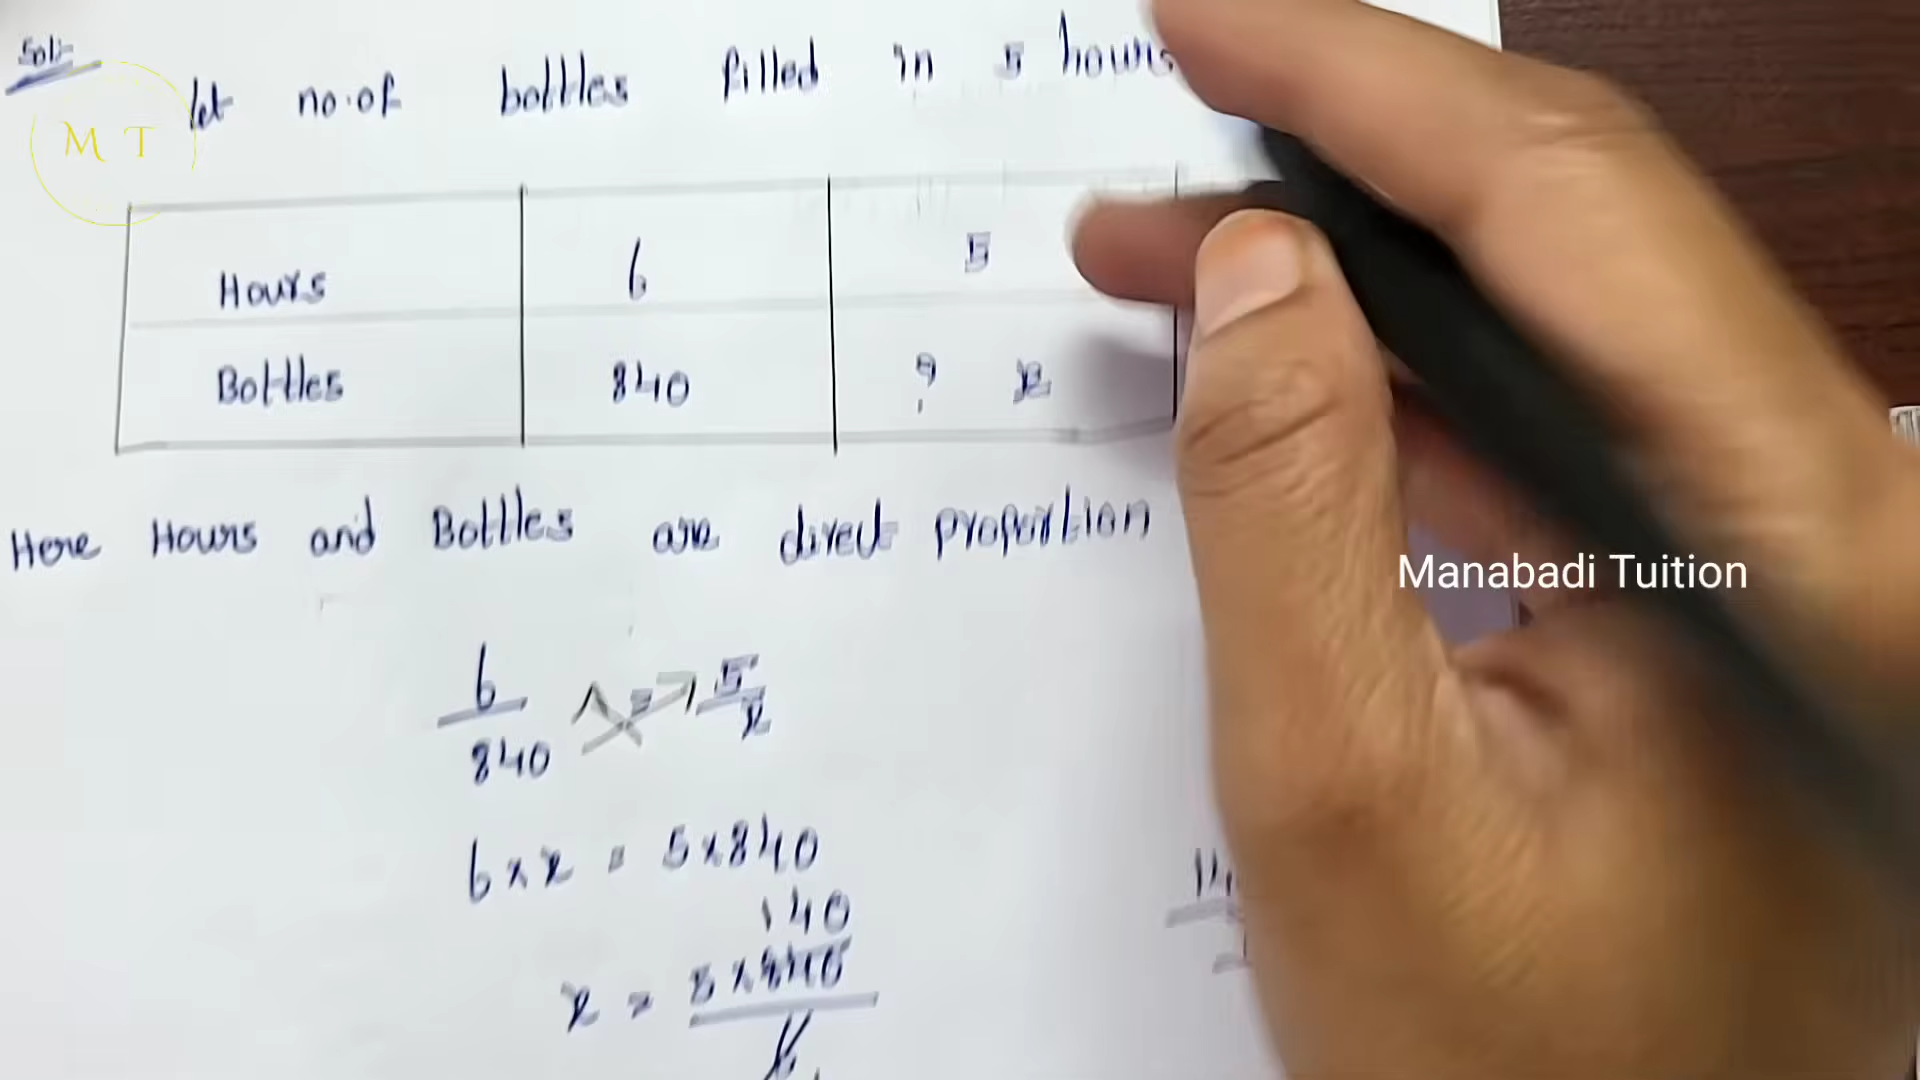 Sol:-
let no.of bottles filled in 5 hours
M T
Hours 6 5
Bottles 840 ? x
Here Hours and Bottles are direct proportion
Manabadi Tuition
6/840 = 5/x
6 × x = 5×840
140
x = 5×840/6